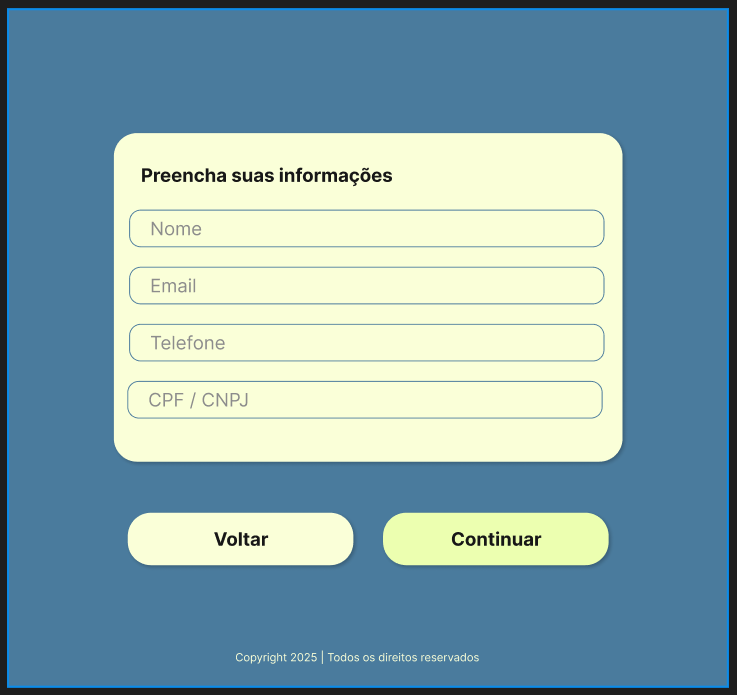 Preencha suas informações
Nome
Email
Telefone
CPF / CNPJ
Voltar
Continuar
Copyright 2025 | Todos os direitos reservados